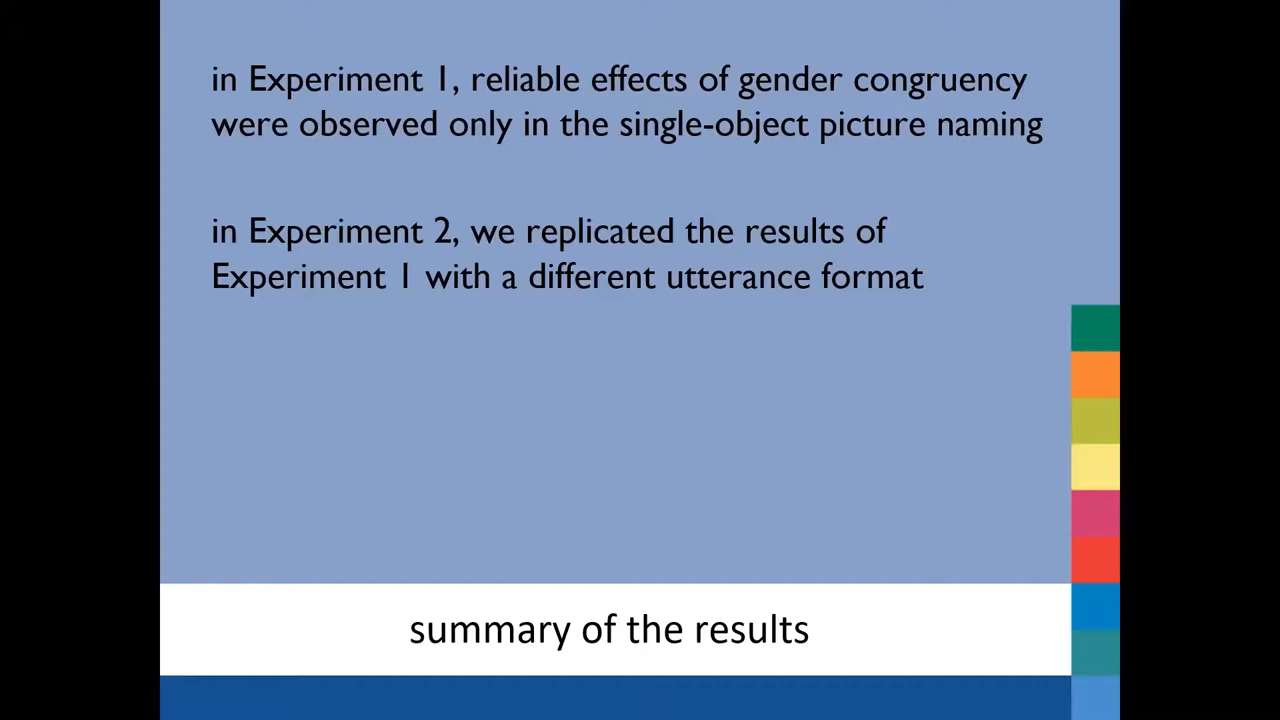 in Experiment 1, reliable effects of gender congruency
were observed only in the single-object picture naming
in Experiment 2, we replicated the results of
Experiment 1 with a different utterance format
summary of the results